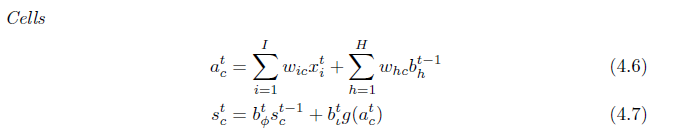 Cells
a_c^t = \sum_{i=1}^{I} w_{ic} x_i^t + \sum_{h=1}^{H} w_{hc} b_h^{t-1} (4.6)
s_c^t = b_\phi^t s_c^{t-1} + b_\iota^t g(a_c^t) (4.7)